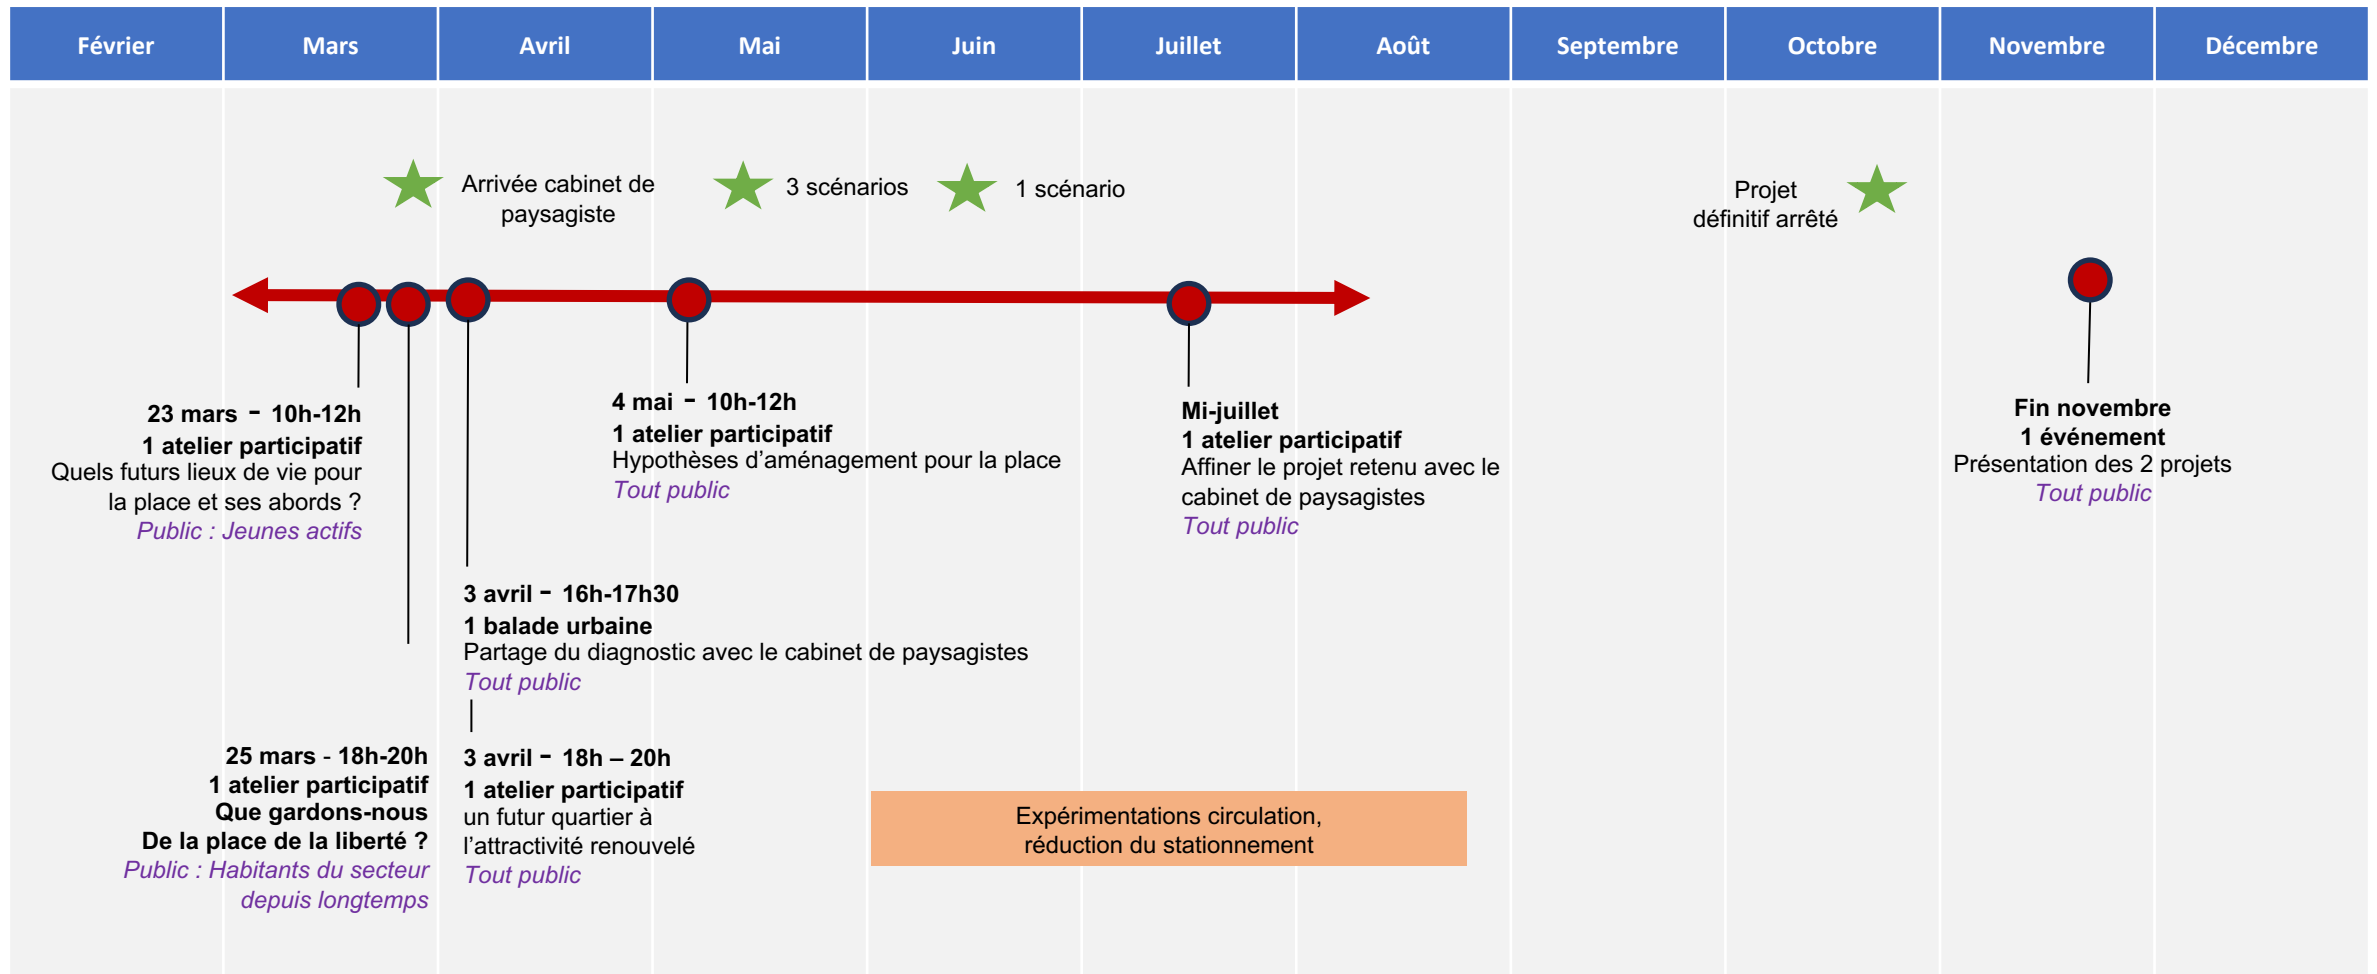 Février
Mars
Avril
Mai
Juin
Juillet
Août
Septembre
Octobre
Novembre
Décembre
Arrivée cabinet de
paysagiste
3 scénarios
1 scénario
Projet
définitif arrêté
23 mars - 10h-12h
1 atelier participatif
Quels futurs lieux de vie pour
la place et ses abords ?
Public : Jeunes actifs
25 mars - 18h-20h
1 atelier participatif
Que gardons-nous
De la place de la liberté ?
Public : Habitants du secteur
depuis longtemps
3 avril - 16h-17h30
1 balade urbaine
Partage du diagnostic avec le cabinet de paysagistes
Tout public
3 avril - 18h – 20h
1 atelier participatif
un futur quartier à
l’attractivité renouvelé
Tout public
4 mai - 10h-12h
1 atelier participatif
Hypothèses d’aménagement pour la place
Tout public
Mi-juillet
1 atelier participatif
Affiner le projet retenu avec le
cabinet de paysagistes
Tout public
Expérimentations circulation,
réduction du stationnement
Fin novembre
1 événement
Présentation des 2 projets
Tout public